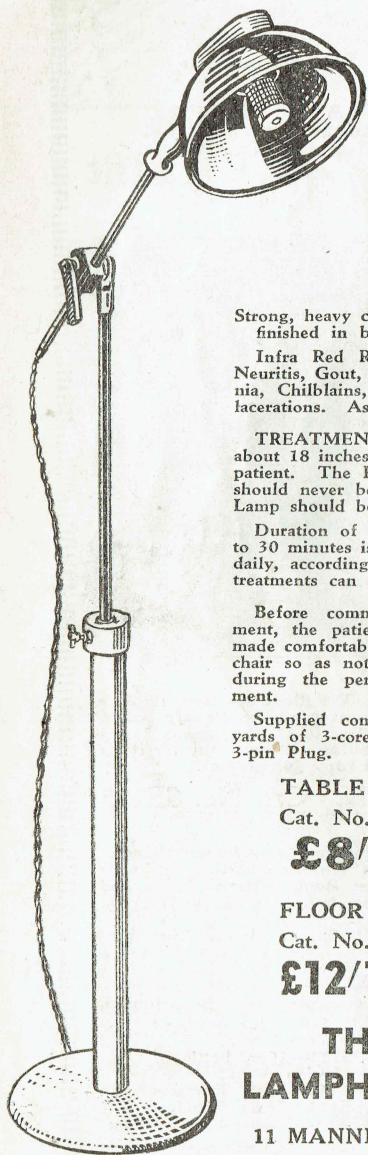 Strong, heavy c
finished in b
Infra Red R
Neuritis, Gout,
nia, Chilblains,
lacerations. As
TREATMEN
about 18 inches
patient. The
should never be
Lamp should be
Duration of
to 30 minutes is
daily, according
treatments can
Before comm
ment, the patie
made comfortab
chair so as not
during the per
ment.
Supplied con
yards of 3-core
3-pin Plug.
TABLE
Cat. No.
£8/
FLOOR
Cat. No.
£12/
TH
LAMPH
11 MANN